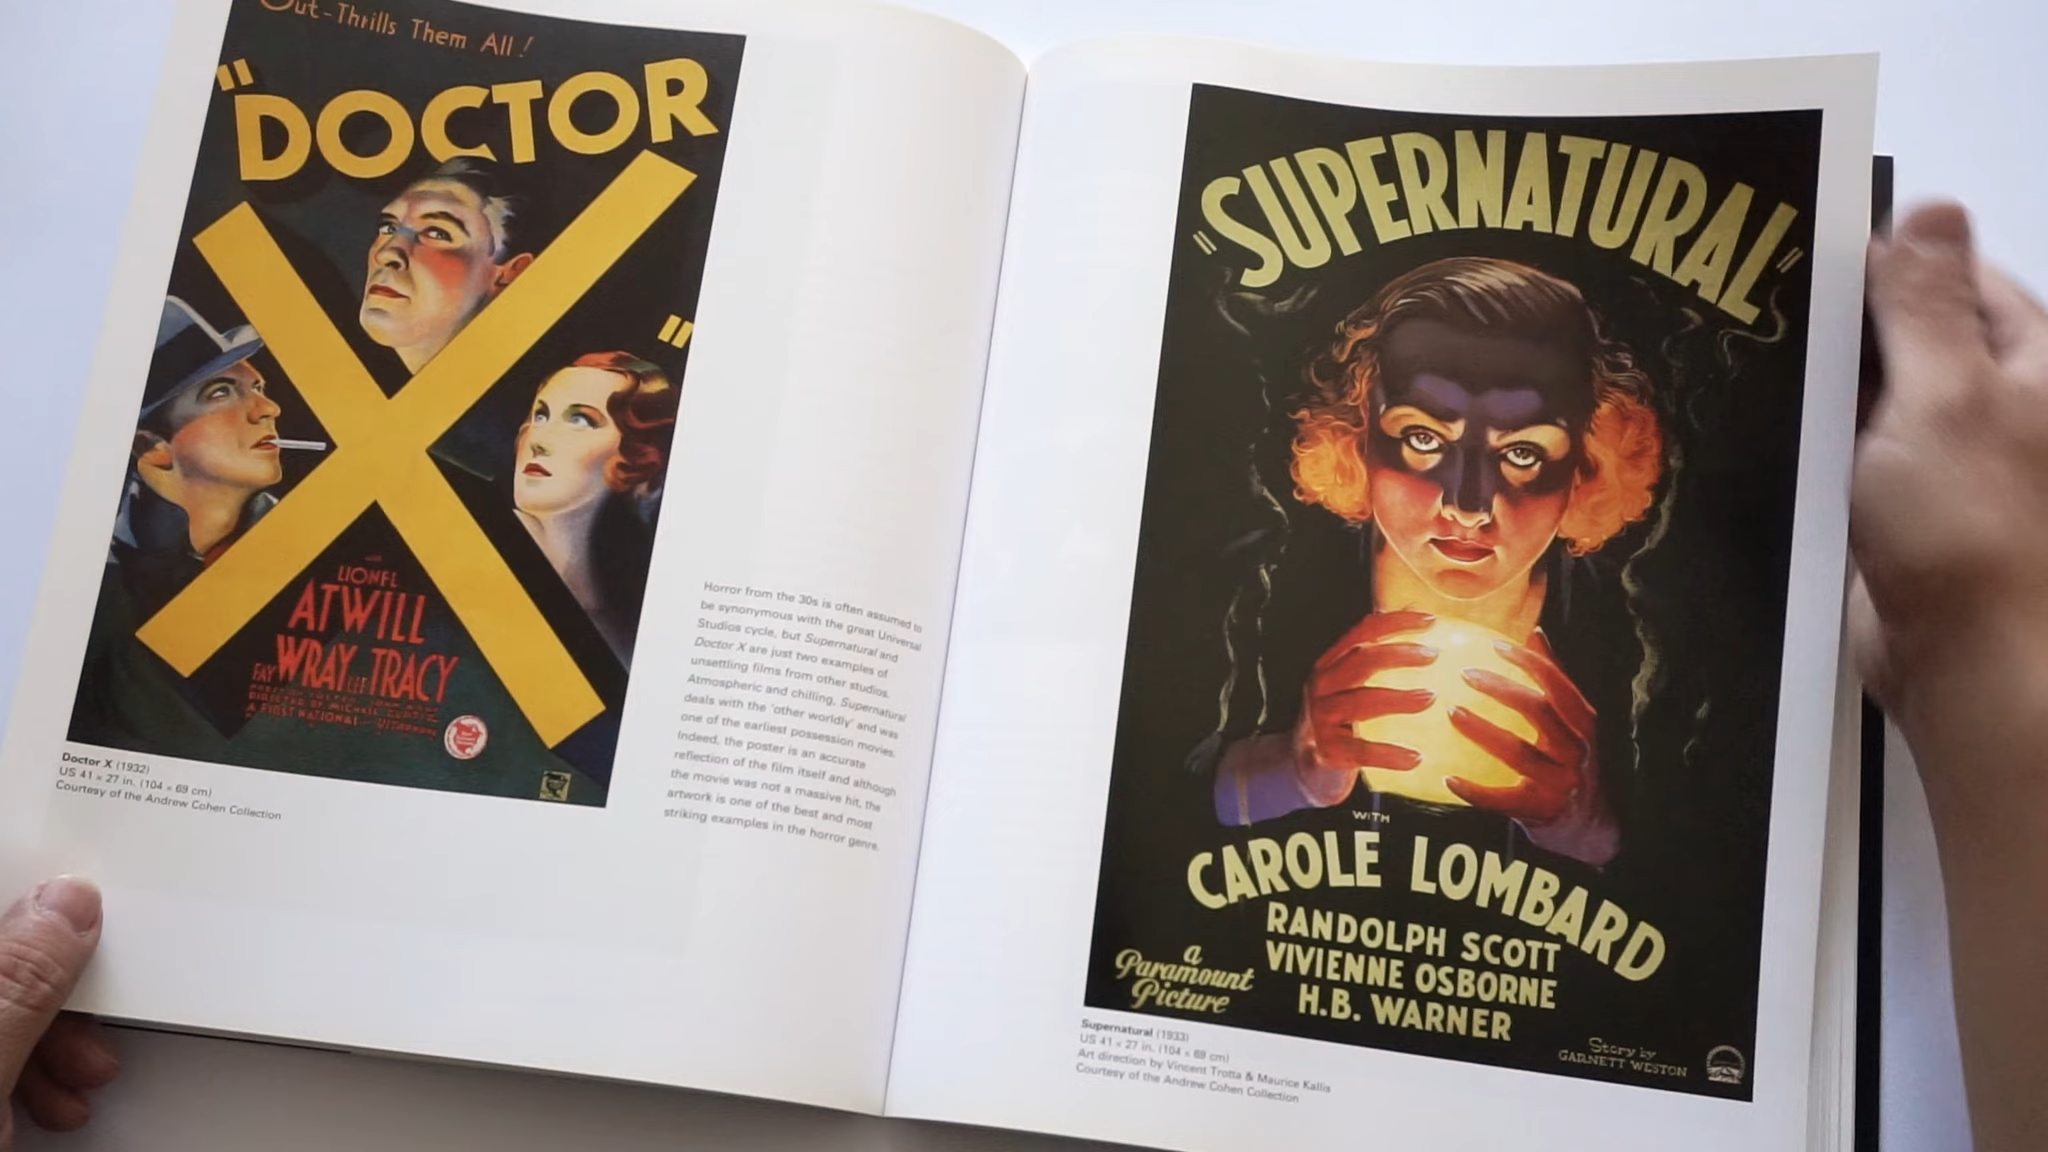 Out-Thrills Them All!
"DOCTOR
X"
with
LIONEL
ATWILL
FAY WRAY LEE TRACY
DIRECTED BY MICHAEL CURTIZ
A FIRST NATIONAL - VITAPHONE
Doctor X (1932)
US 41 × 27 in. (104 × 69 cm)
Courtesy of the Andrew Cohen Collection
Horror from the 30s is often assumed to
be synonymous with the great Universal
Studios cycle, but Supernatural and
Doctor X are just two examples of
unsettling films from other studios.
Atmospheric and chilling, Supernatural
deals with the 'other worldly' and was
one of the earliest possession movies.
Indeed, the poster is an accurate
reflection of the film itself and although
the movie was not a massive hit, the
artwork is one of the best and most
striking examples in the horror genre.
"SUPERNATURAL"
WITH
CAROLE LOMBARD
RANDOLPH SCOTT
VIVIENNE OSBORNE
H.B. WARNER
a
Paramount
Picture
Story by
GARNETT WESTON
Supernatural (1933)
US 41 × 27 in. (104 × 69 cm)
Art direction by Vincent Trotta & Maurice Kallis
Courtesy of the Andrew Cohen Collection